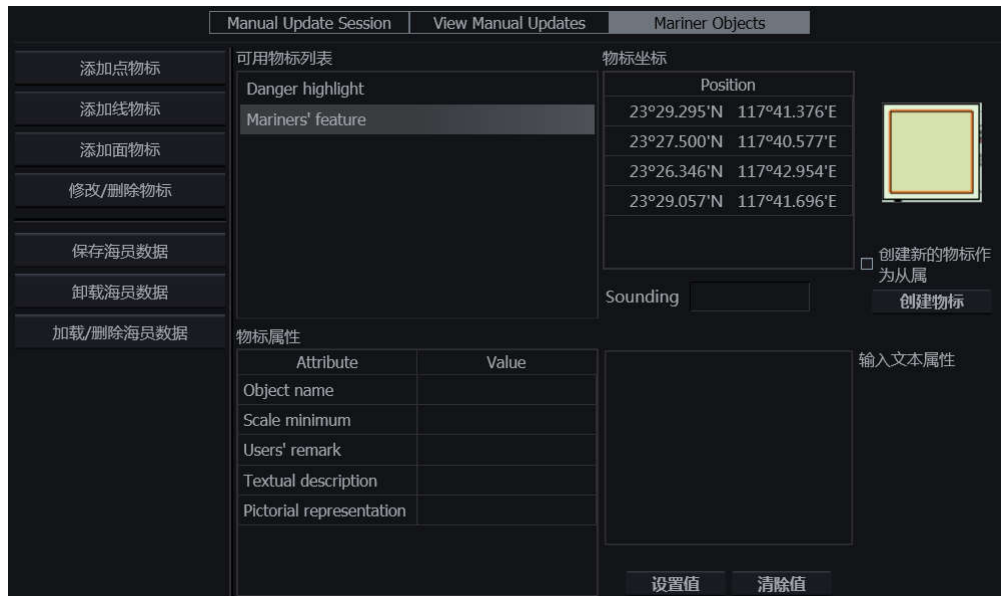 Manual Update Session
View Manual Updates
Mariner Objects
添加点物标
添加线物标
添加面物标
修改/删除物标
保存海员数据
卸载海员数据
加载/删除海员数据
可用物标列表
Danger highlight
Mariners' feature
物标坐标
Position
23°29.295'N 117°41.376'E
23°27.500'N 117°40.577'E
23°26.346'N 117°42.954'E
23°29.057'N 117°41.696'E
创建新的物标作
为从属
Sounding
创建物标
物标属性
Attribute Value
Object name
Scale minimum
Users' remark
Textual description
Pictorial representation
输入文本属性
设置值
清除值